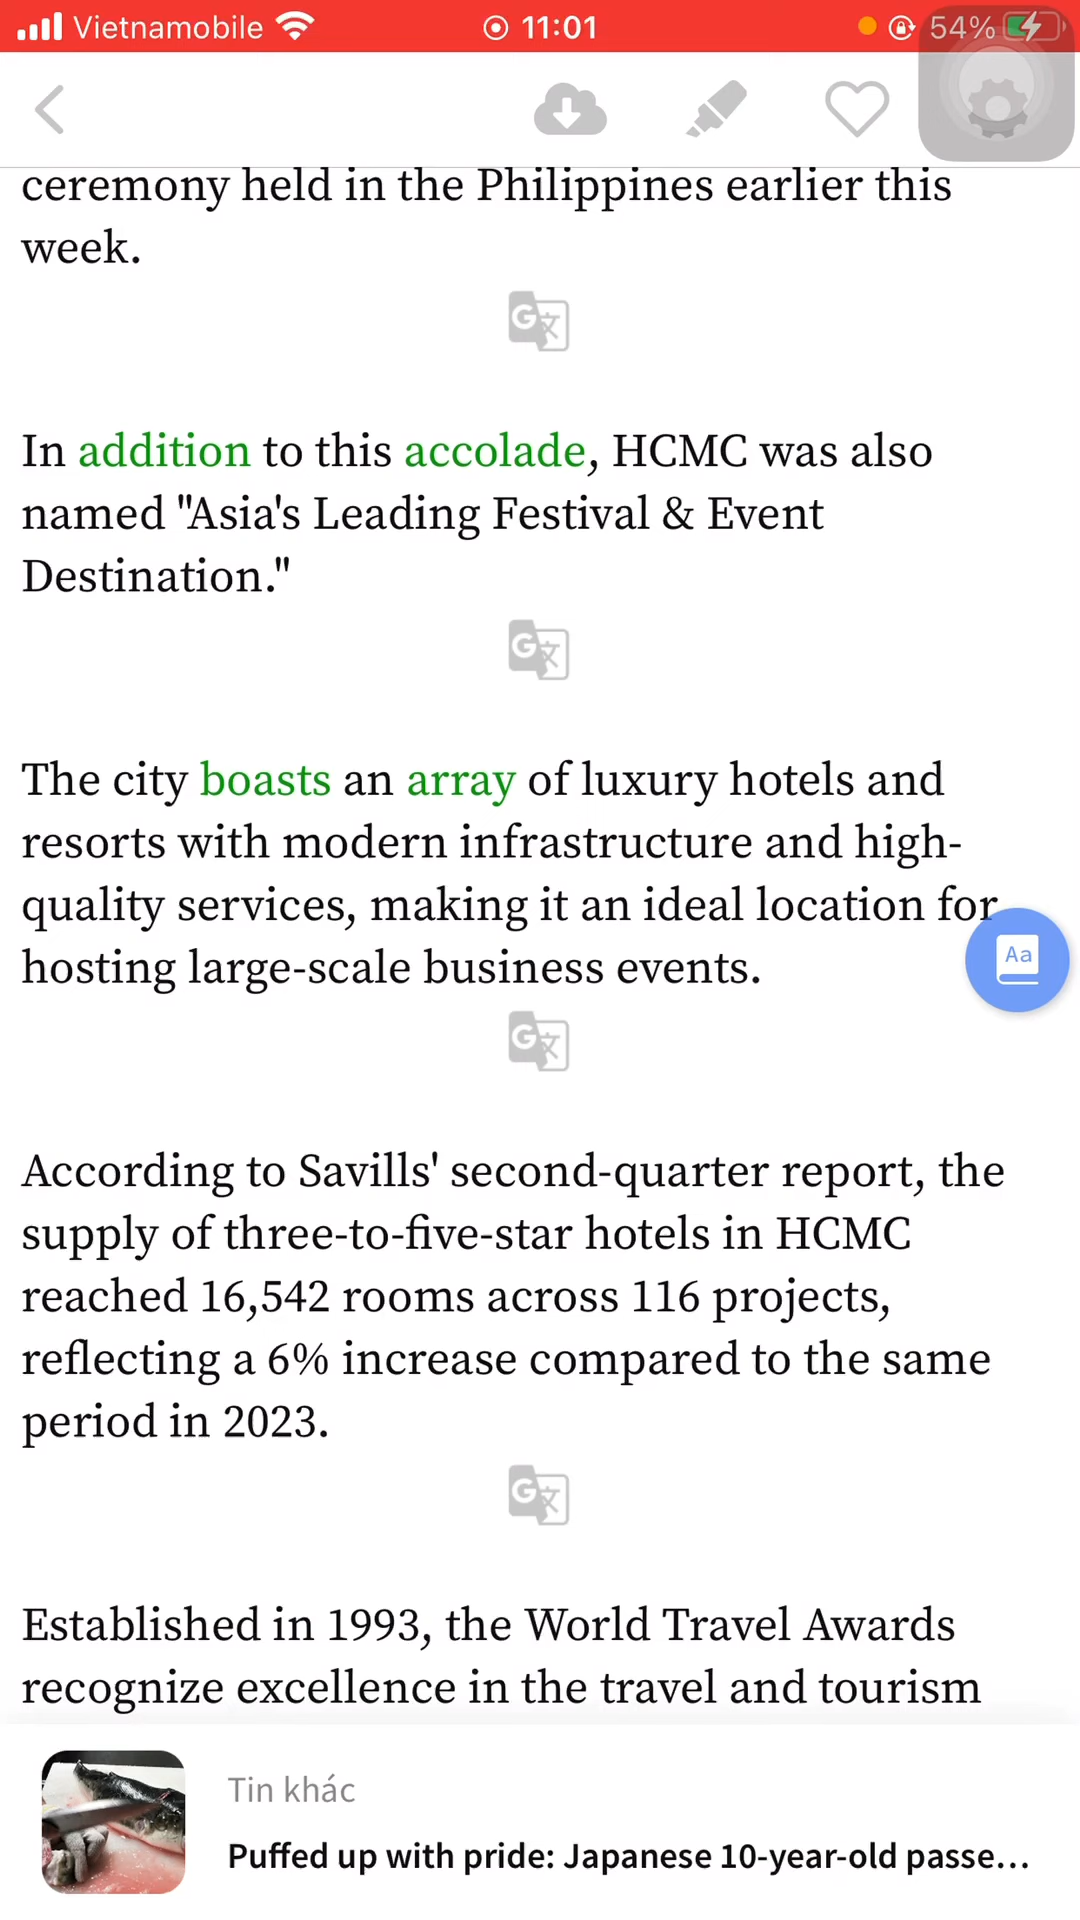 Vietnamobile 11:01 54%
ceremony held in the Philippines earlier this
week.
In addition to this accolade, HCMC was also
named "Asia's Leading Festival & Event
Destination."
The city boasts an array of luxury hotels and
resorts with modern infrastructure and high-
quality services, making it an ideal location for
hosting large-scale business events.
Aa
According to Savills' second-quarter report, the
supply of three-to-five-star hotels in HCMC
reached 16,542 rooms across 116 projects,
reflecting a 6% increase compared to the same
period in 2023.
Established in 1993, the World Travel Awards
recognize excellence in the travel and tourism
Tin khác
Puffed up with pride: Japanese 10-year-old passe...